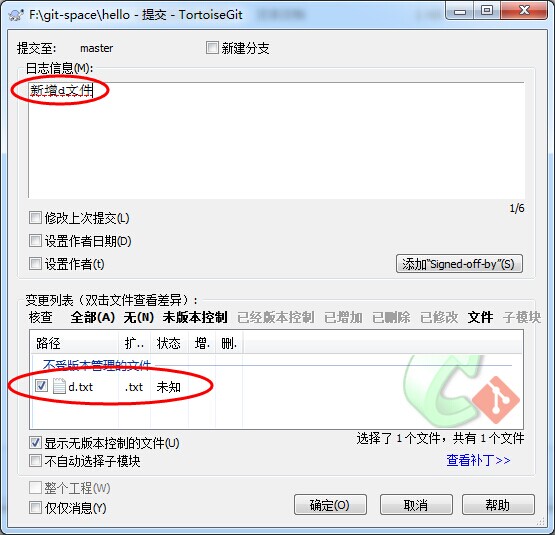 F:\git-space\hello - 提交 - TortoiseGit
提交至: master 新建分支
日志信息(M):
新增d文件
1/6
修改上次提交(L)
设置作者日期(D)
设置作者(t)
添加"Signed-off-by"(S)
变更列表（双击文件查看差异）:
核查 全部(A) 无(N) 未版本控制 已经版本控制 已增加 已删除 已修改 文件 子模块
路径 扩.. 状态 增. 删.
不受版本管理的文件
d.txt .txt 未知
显示无版本控制的文件(U)
选择了 1 个文件，共有 1 个文件
不自动选择子模块
查看补丁>>
整个工程(W)
仅仅消息(Y)
确定(O) 取消 帮助